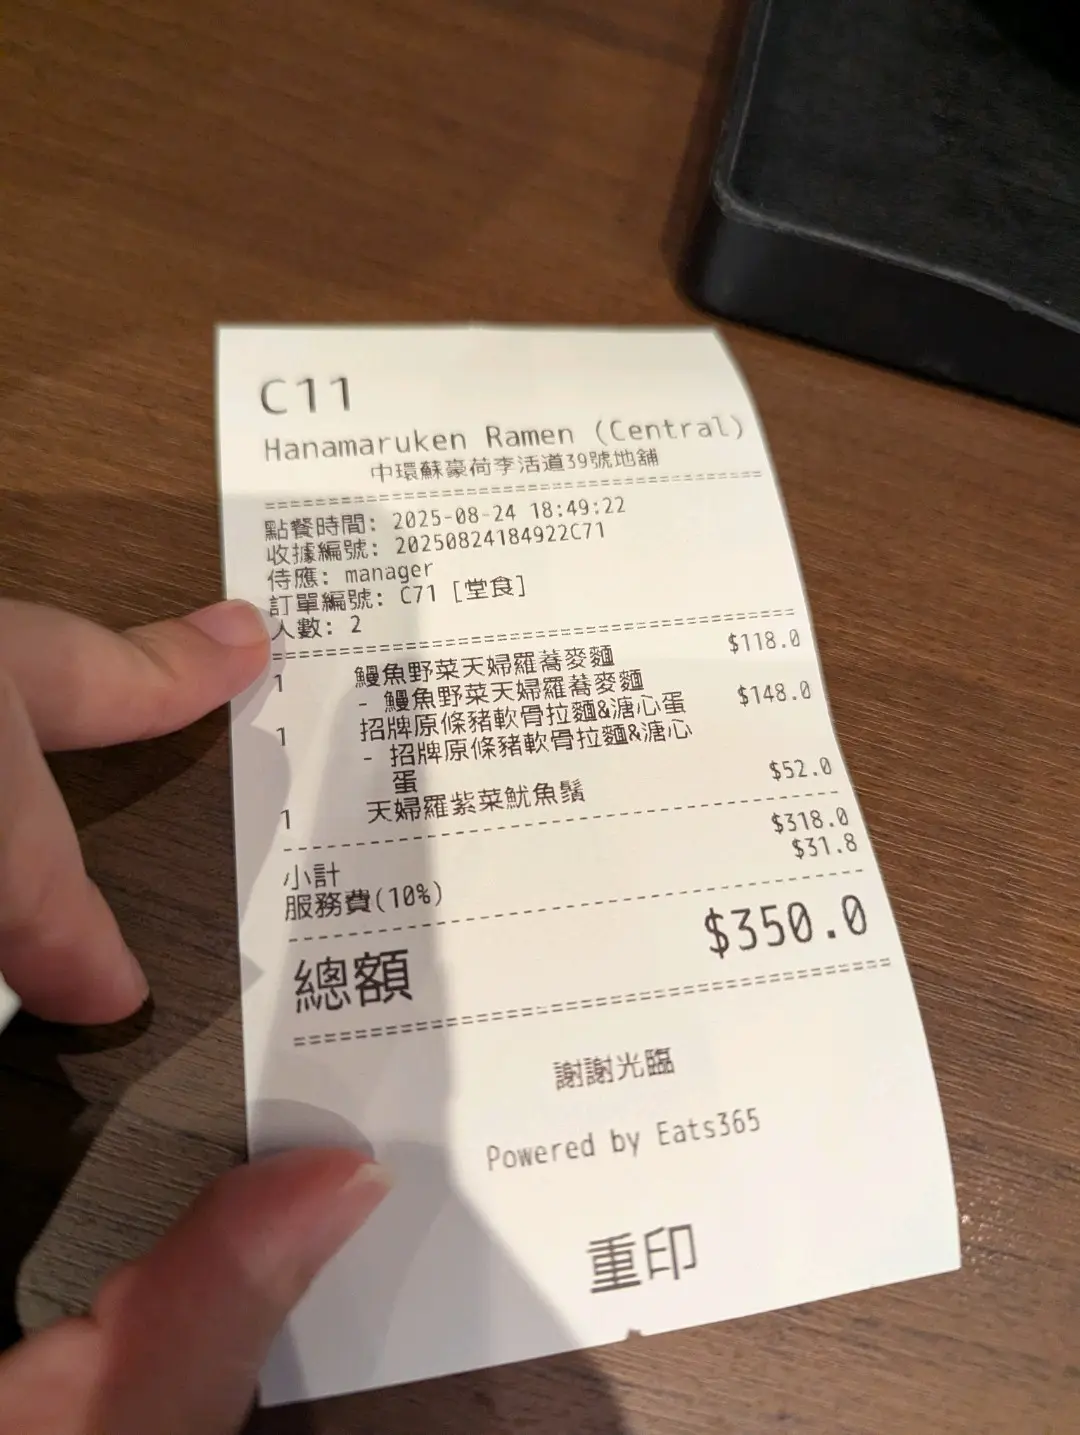 C11
Hanamaruken Ramen (Central)
中環蘇豪荷李活道39號地舖
點餐時間: 2025-08-24 18:49:22
收據編號: 20250824184922C71
侍應: manager
訂單編號: C71 [堂食]
人數: 2
1 鰻魚野菜天婦羅蕎麥麵 $118.0
- 鰻魚野菜天婦羅蕎麥麵
1 招牌原條豬軟骨拉麵&溏心蛋 $148.0
- 招牌原條豬軟骨拉麵&溏心
蛋
1 天婦羅紫菜魷魚鬚 $52.0
小計 $318.0
服務費(10%) $31.8
總額 $350.0
謝謝光臨
Powered by Eats365
重印